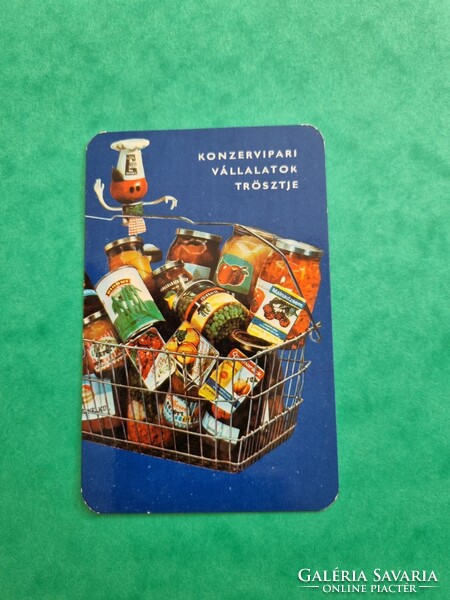 KONZERVIPARI
VÁLLALATOK
TRÖSZTJE
GALÉRIA SAVARIA
ONLINE PIACTÉR